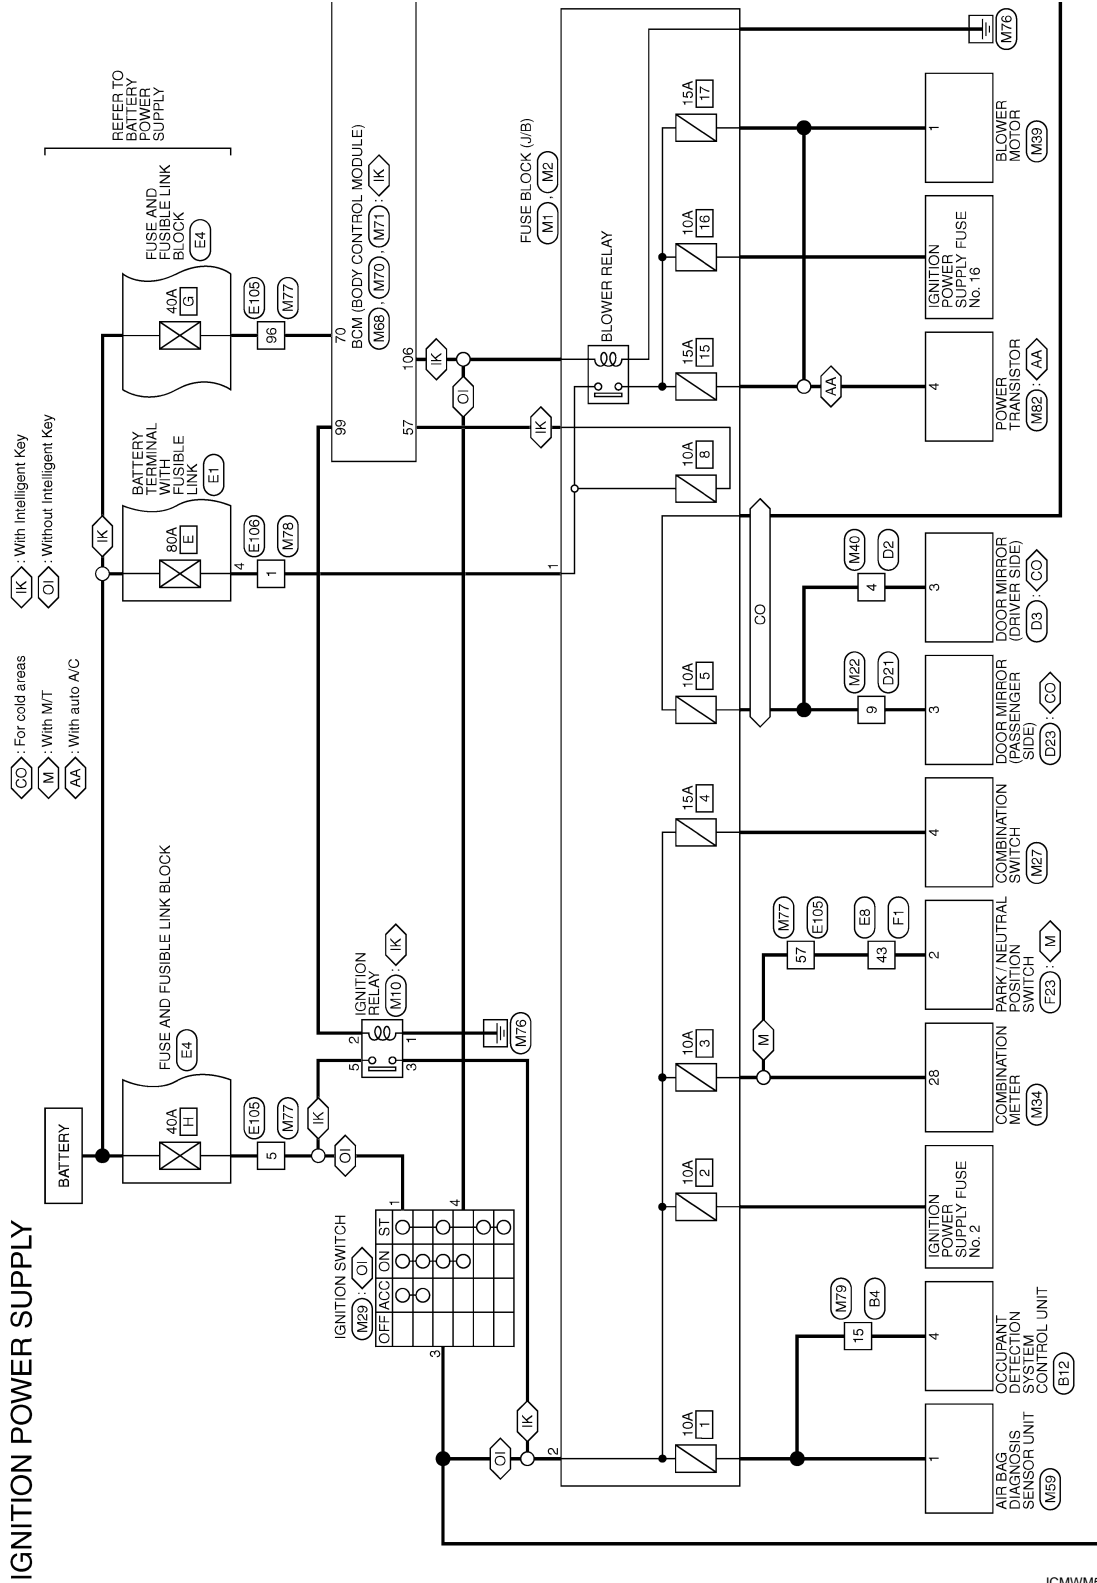 IGNITION POWER SUPPLY
CO : For cold areas
M : With M/T
AA : With auto A/C
IK : With Intelligent Key
OI : Without Intelligent Key
REFER TO
BATTERY
POWER
SUPPLY
BATTERY
FUSE AND FUSIBLE LINK BLOCK
E4
40A
H
E105
5
M77
IK
OI
IK
BATTERY
TERMINAL
WITH
FUSIBLE
LINK
E1
80A
E
4
E106
1
M78
FUSE AND
FUSIBLE LINK
BLOCK
E4
40A
G
E105
96
M77
IGNITION SWITCH
M29 : OI
OFF
ACC
ON
ST
1
4
3
IGNITION
RELAY
M10 : IK
2
1
5
3
M76
99
70
BCM (BODY CONTROL MODULE)
M68 , M70 , M71 : IK
57
106
IK
OI
IK
FUSE BLOCK (J/B)
M1 , M2
OI
IK
2
1
BLOWER RELAY
10A
1
10A
2
10A
3
15A
4
10A
5
10A
8
15A
15
10A
16
15A
17
M76
CO
M
AA
M79
15
B4
M77
57
E105
E8
43
F1
M22
9
D21
M40
4
D2
1
AIR BAG
DIAGNOSIS
SENSOR UNIT
M59
4
OCCUPANT
DETECTION
SYSTEM
CONTROL UNIT
B12
IGNITION
POWER
SUPPLY FUSE
No. 2
28
COMBINATION
METER
M34
2
PARK / NEUTRAL
POSITION
SWITCH
F23 : M
4
COMBINATION
SWITCH
M27
3
DOOR MIRROR
(PASSENGER
SIDE)
D23 : CO
3
DOOR MIRROR
(DRIVER SIDE)
D3 : CO
4
POWER
TRANSISTOR
M82 : AA
IGNITION
POWER
SUPPLY FUSE
No. 16
1
BLOWER
MOTOR
M39